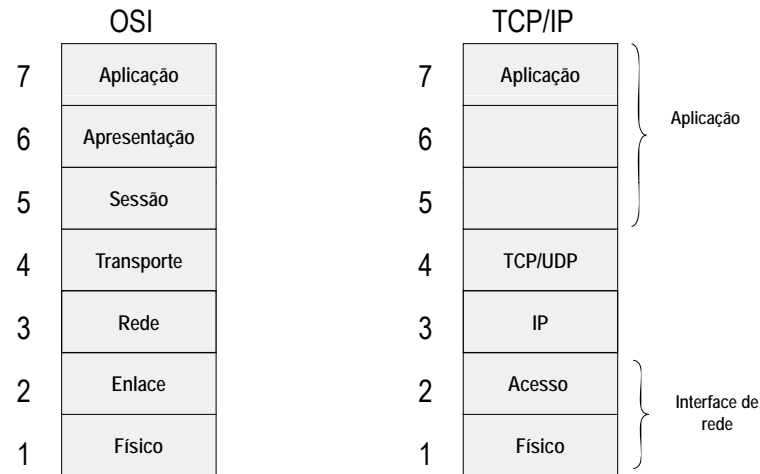 OSI
TCP/IP
7 Aplicação
7 Aplicação
6 Apresentação
6
Aplicação
5 Sessão
5
4 Transporte
4 TCP/UDP
3 Rede
3 IP
2 Enlace
2 Acesso
Interface de
rede
1 Físico
1 Físico